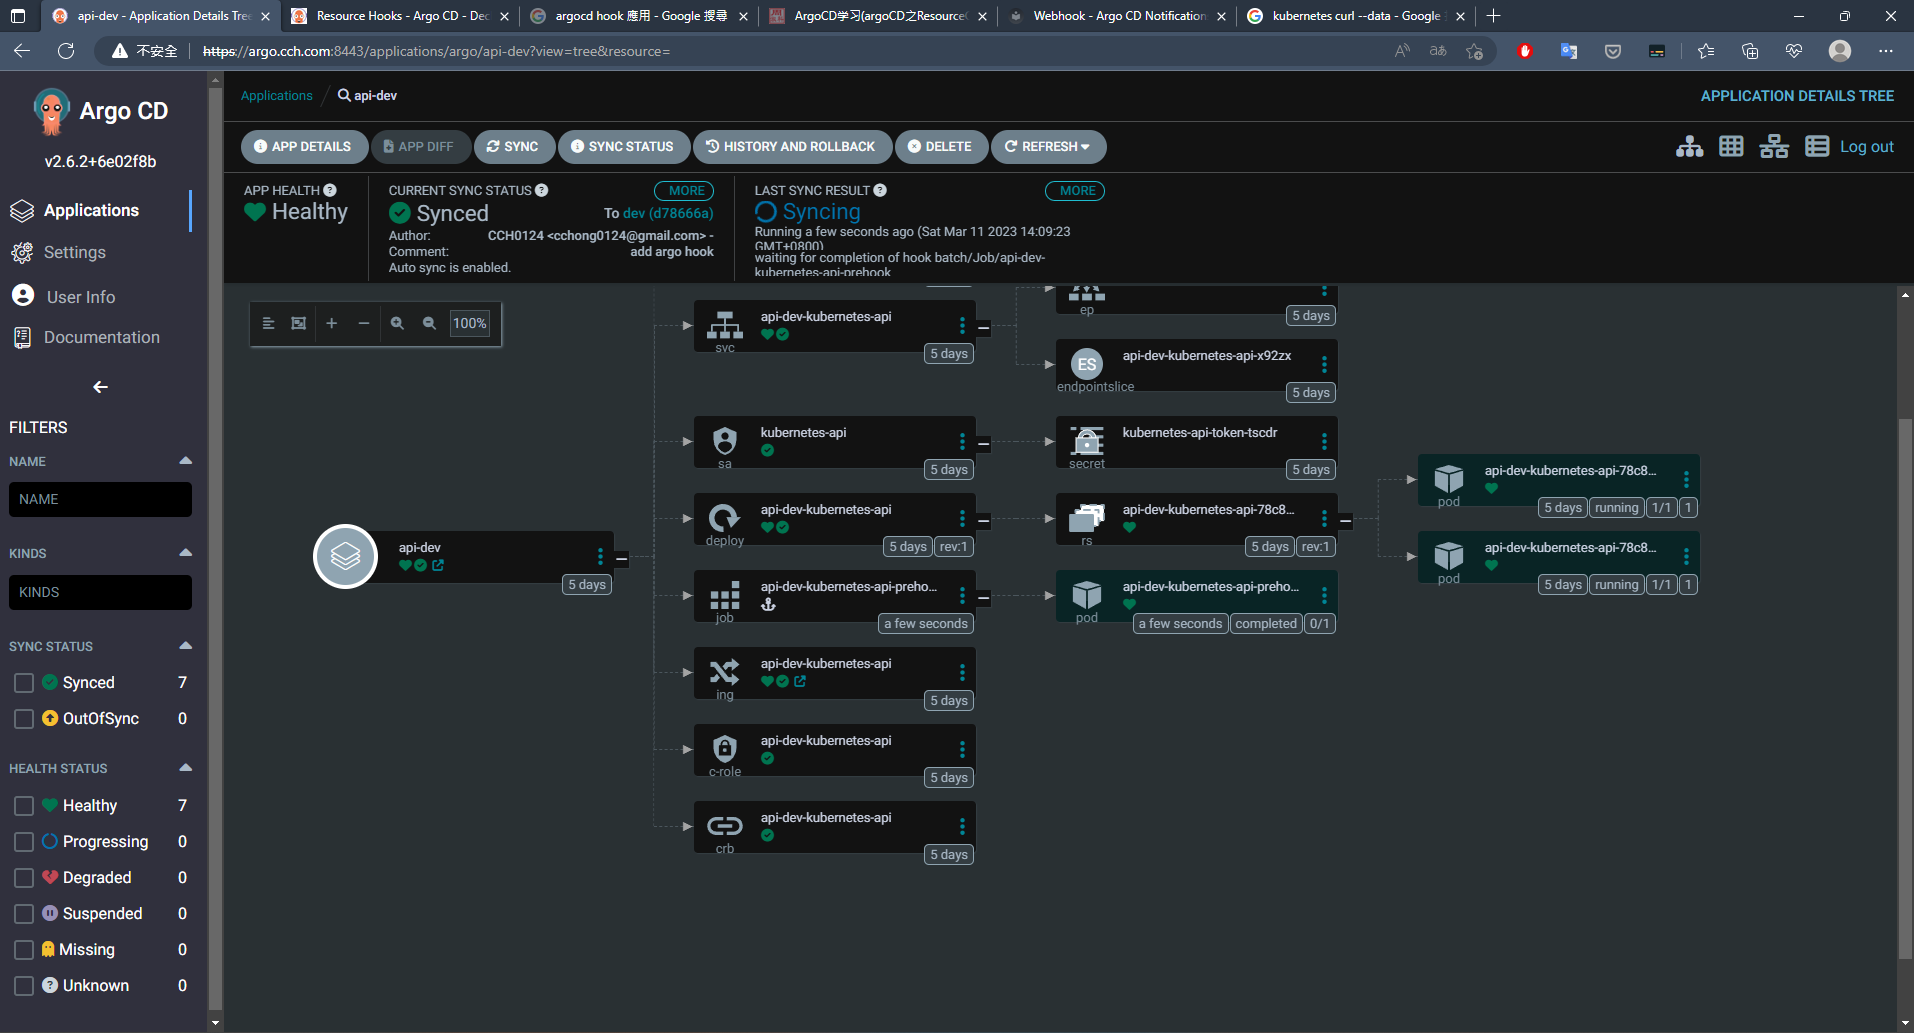 api-dev - Application Details Tree
Resource Hooks - Argo CD - Dec
argocd hook 應用 - Google 搜尋
ArgoCD学习(argoCD之Resource
Webhook - Argo CD Notification
kubernetes curl --data - Google
不安全
https://argo.cch.com:8443/applications/argo/api-dev?view=tree&resource=
Argo CD
v2.6.2+6e02f8b
Applications
Settings
User Info
Documentation
FILTERS
NAME
NAME
KINDS
KINDS
SYNC STATUS
Synced 7
OutOfSync 0
HEALTH STATUS
Healthy 7
Progressing 0
Degraded 0
Suspended 0
Missing 0
Unknown 0
Applications / api-dev
APPLICATION DETAILS TREE
APP DETAILS
APP DIFF
SYNC
SYNC STATUS
HISTORY AND ROLLBACK
DELETE
REFRESH
Log out
APP HEALTH
Healthy
CURRENT SYNC STATUS
MORE
Synced
To dev (d78666a)
Author: CCH0124 <cchong0124@gmail.com> -
Comment: add argo hook
Auto sync is enabled.
LAST SYNC RESULT
MORE
Syncing
Running a few seconds ago (Sat Mar 11 2023 14:09:23
GMT+0800)
waiting for completion of hook batch/Job/api-dev-
kubernetes-api-prehook
100%
api-dev
5 days
api-dev-kubernetes-api
svc
5 days
ep
5 days
ES
api-dev-kubernetes-api-x92zx
endpointslice
5 days
kubernetes-api
sa
5 days
kubernetes-api-token-tscdr
secret
5 days
api-dev-kubernetes-api
deploy
5 days rev:1
api-dev-kubernetes-api-78c8...
rs
5 days rev:1
api-dev-kubernetes-api-78c8...
pod
5 days running 1/1 1
api-dev-kubernetes-api-78c8...
pod
5 days running 1/1 1
api-dev-kubernetes-api-preho...
job
a few seconds
api-dev-kubernetes-api-preho...
pod
a few seconds completed 0/1
api-dev-kubernetes-api
ing
5 days
api-dev-kubernetes-api
c-role
5 days
api-dev-kubernetes-api
crb
5 days